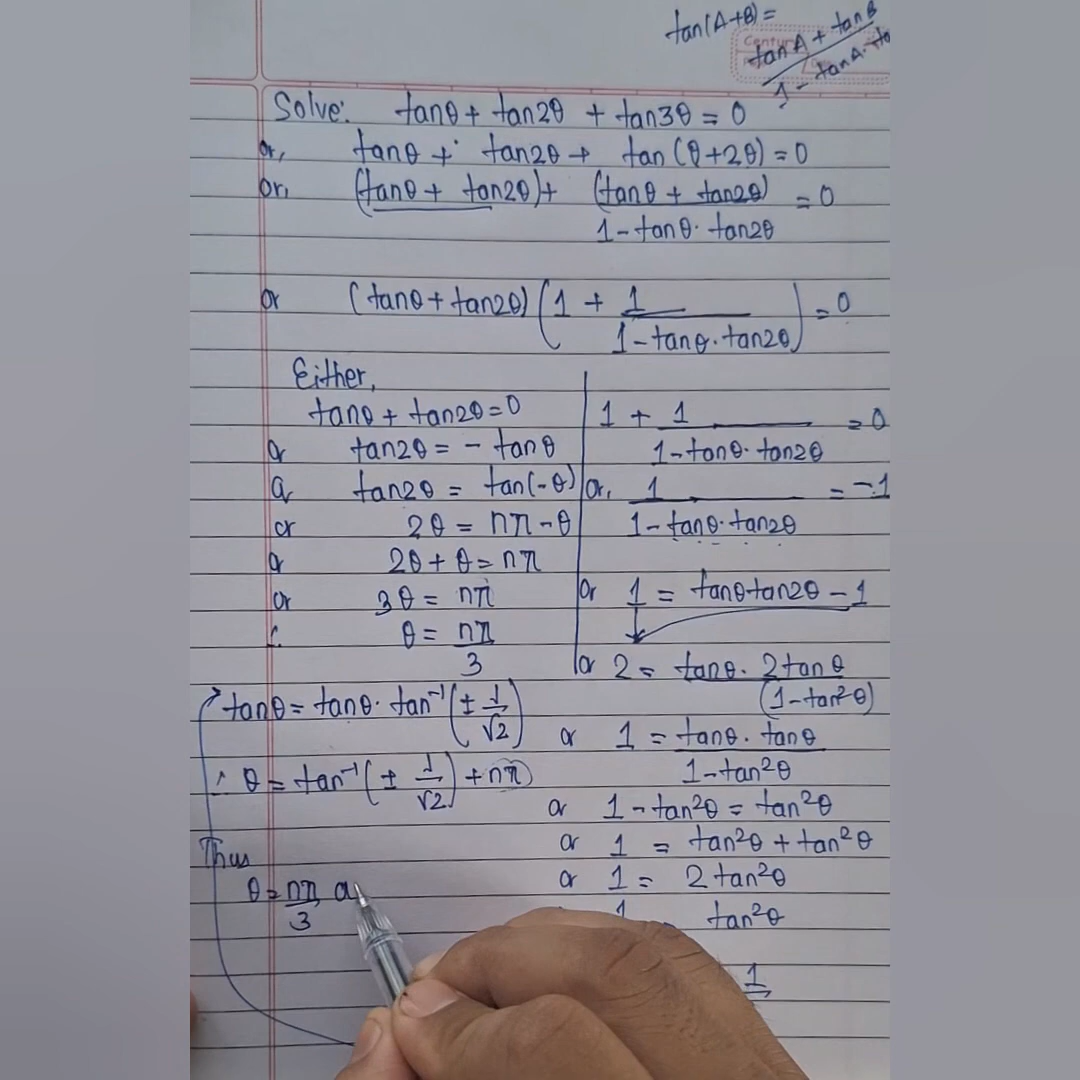 tan(A+B) =
tanA + tanB
1 - tanA.
Solve: tanθ + tan2θ + tan3θ = 0
or, tanθ + tan2θ + tan(θ+2θ) = 0
or, (tanθ + tan2θ) + (tanθ + tan2θ) = 0
1 - tanθ. tan2θ
or (tanθ + tan2θ) (1 + 1 ) = 0
1 - tanθ. tan2θ
Either,
tanθ + tan2θ = 0
or tan2θ = - tanθ
or tan2θ = tan(-θ)
or 2θ = nπ - θ
or 2θ + θ = nπ
or 3θ = nπ
∴ θ = nπ
3
1 + 1 = 0
1 - tanθ. tan2θ
or, 1 = -1
1 - tanθ. tan2θ
or 1 = tanθtan2θ - 1
or 2 = tanθ. 2tanθ
(1 - tan²θ)
or 1 = tanθ. tanθ
1 - tan²θ
or 1 - tan²θ = tan²θ
or 1 = tan²θ + tan²θ
or 1 = 2tan²θ
1 tan²θ
1
tanθ = tanθ. tan⁻¹(± 1
√2)
∴ θ = tan⁻¹(± 1 ) + nπ
√2
Thus
θ = nπ, a
3